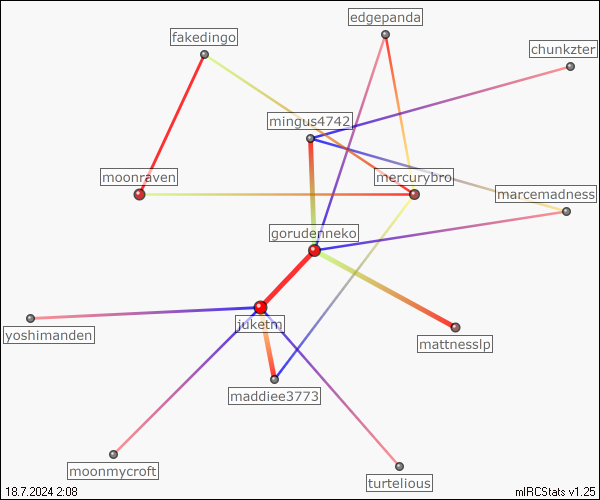 edgepanda
fakedingo
chunkzter
mingus4742
moonraven
mercurybro
marcemadness
gorudenneko
juketm
yoshimanden
mattnesslp
maddiee3773
moonmycroft
turtelious
18.7.2024 2:08
mIRCStats v1.25